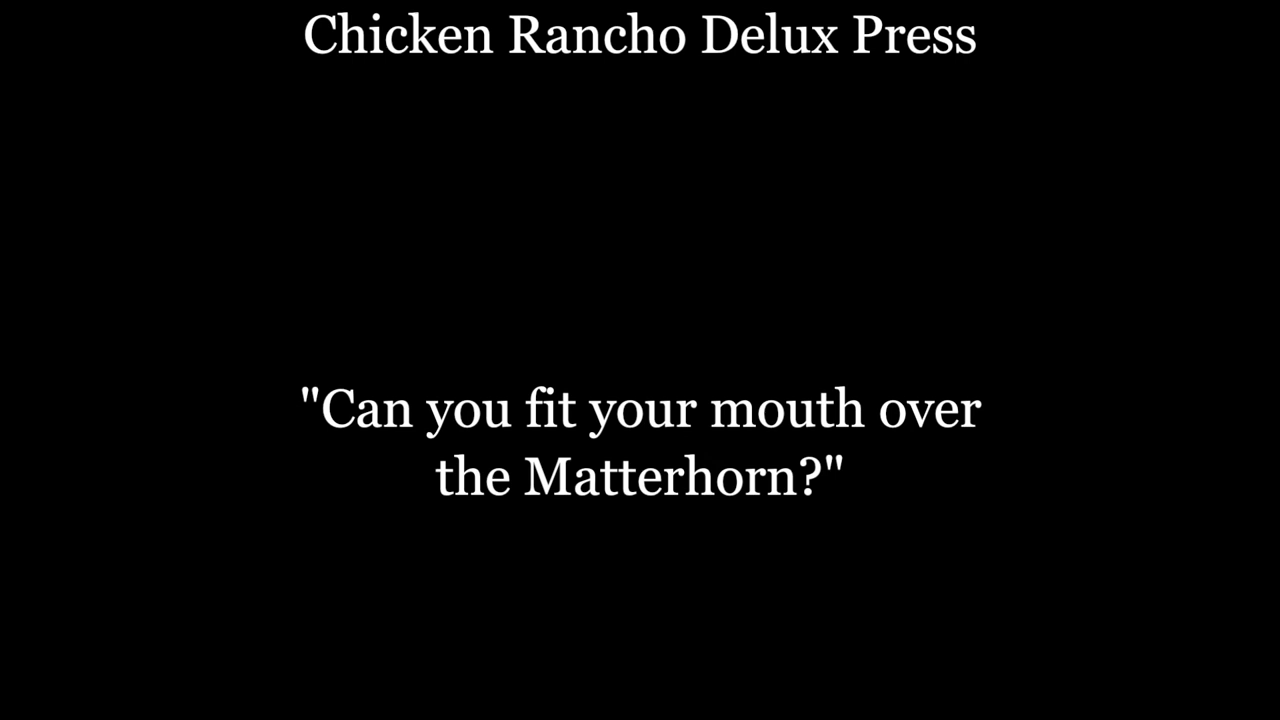 Chicken Rancho Delux Press
"Can you fit your mouth over
the Matterhorn?"